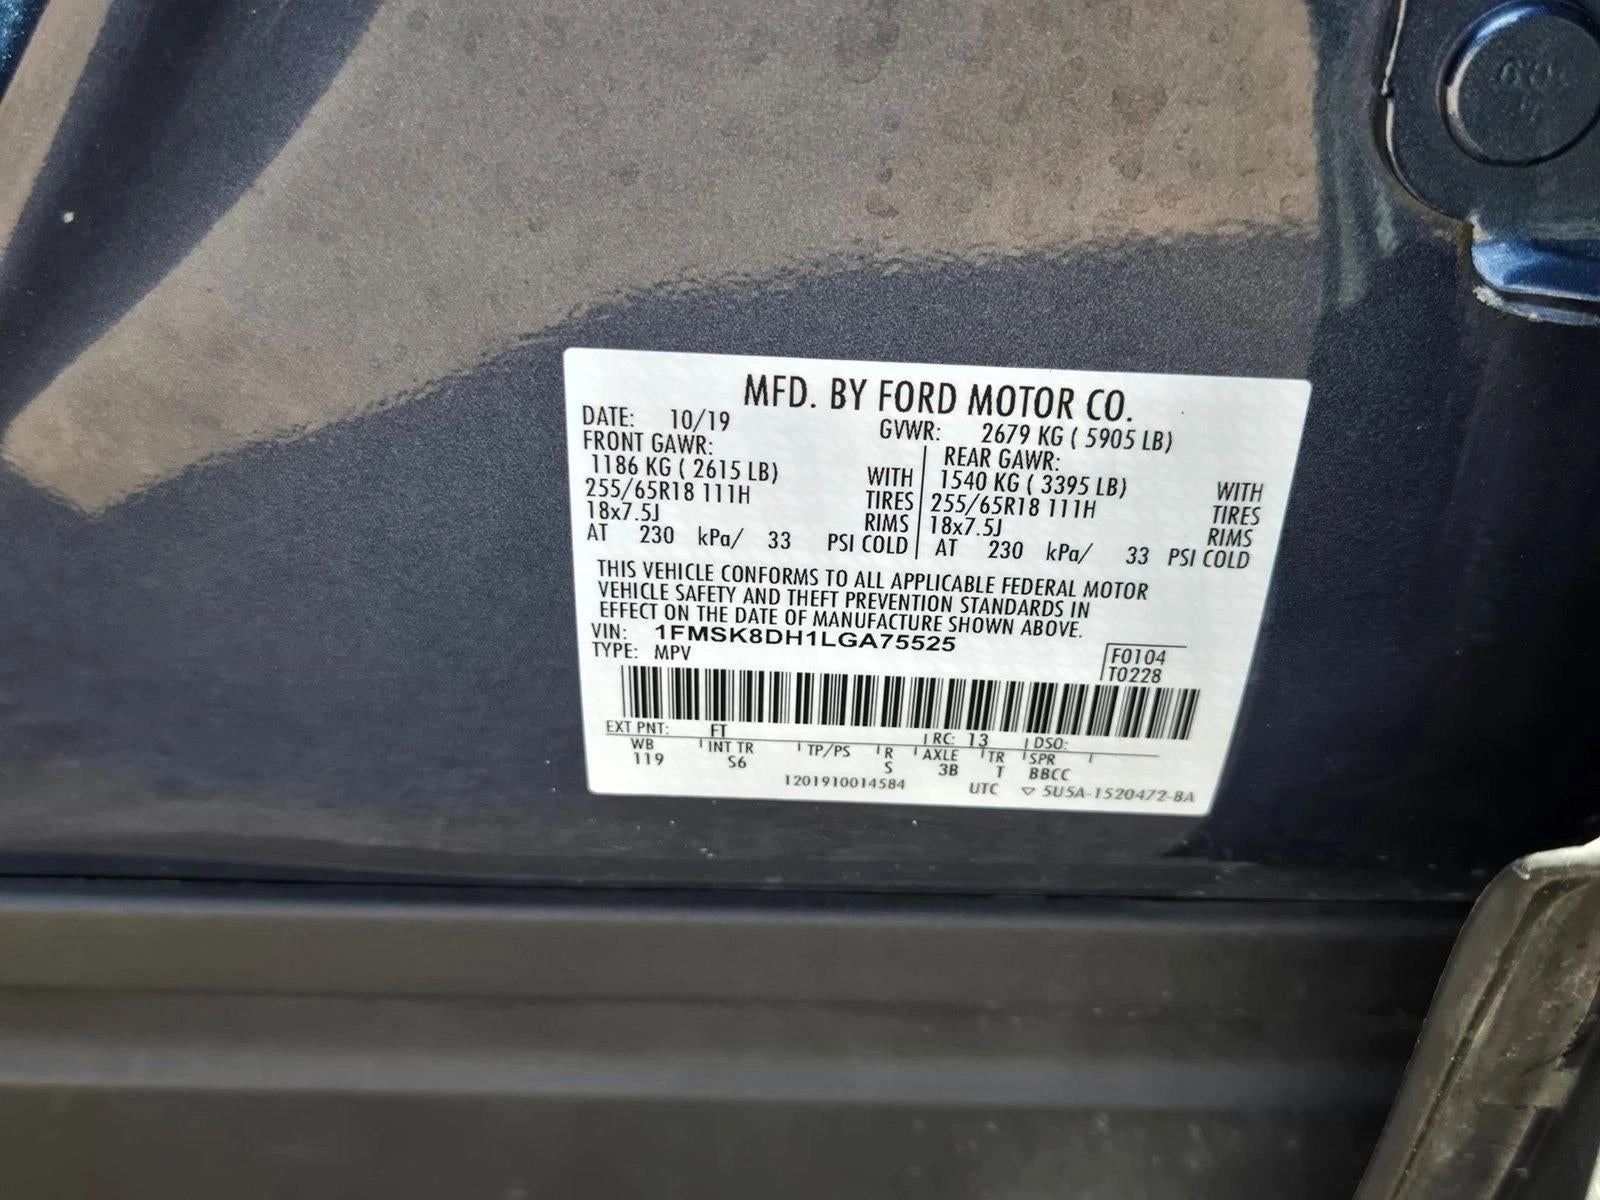 MFD. BY FORD MOTOR CO.
DATE: 10/19 GVWR: 2679 KG ( 5905 LB)
FRONT GAWR: REAR GAWR:
1186 KG ( 2615 LB) WITH 1540 KG ( 3395 LB) WITH
255/65R18 111H TIRES 255/65R18 111H TIRES
18x7.5J RIMS 18x7.5J RIMS
AT 230 kPa/ 33 PSI COLD AT 230 kPa/ 33 PSI COLD
THIS VEHICLE CONFORMS TO ALL APPLICABLE FEDERAL MOTOR
VEHICLE SAFETY AND THEFT PREVENTION STANDARDS IN
EFFECT ON THE DATE OF MANUFACTURE SHOWN ABOVE.
VIN: 1FMSK8DH1LGA75525
TYPE: MPV F0104
T0228
EXT PNT: FT RC: 13 DSO:
WB INT TR TP/PS R AXLE TR SPR
119 S6 S 3B T BBCC
1201910014584 UTC ▽ 5U5A-1520472-BA